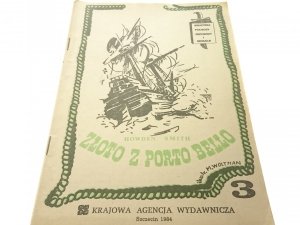 HOWDEN SMITH
ZŁOTO Z PORTO BELLO
3
KRAJOWA AGENCJA WYDAWNICZA
Szczecin 1984